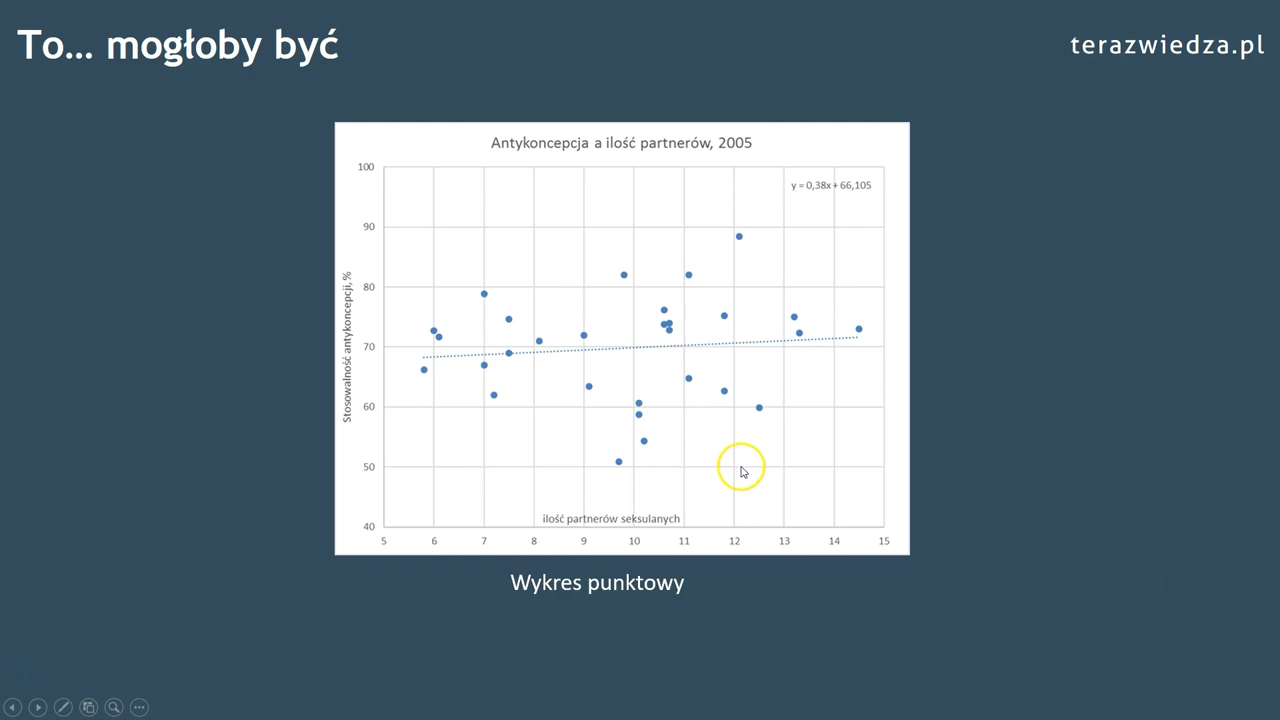 To... mogłoby być
terazwiedza.pl
Antykoncepcja a ilość partnerów, 2005
y = 0,38x + 66,105
Stosowalność antykoncepcji,%
100
90
80
70
60
50
40
ilość partnerów seksulanych
5 6 7 8 9 10 11 12 13 14 15
Wykres punktowy